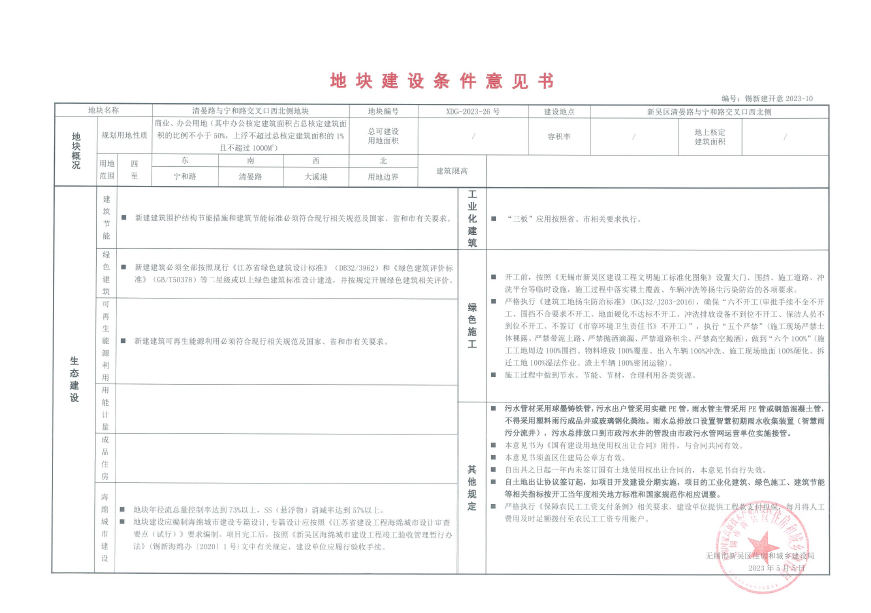 地块建设条件意见书
编号：锡新建开意 2023-10
地块名称 清晏路与宁和路交叉口西北侧地块 地块编号 XDG-2023-26 号 建设地点 新吴区清晏路与宁和路交叉口西北侧
地块概况
规划用地性质
商业、办公用地（其中办公核定建筑面积占总核定建筑面
积的比例不小于 50%，上浮不超过总核定建筑面积的 1%
且不超过 1000㎡）
总可建设
用地面积
/
容积率
/
地上核定
建筑面积
/
用地
范围
四
至
东 南 西 北
宁和路 清晏路 大溪港 用地边界
建筑限高
生态建设
建筑节能
■ 新建建筑围护结构节能措施和建筑节能标准必须符合现行相关规范及国家、省和市有关要求。
绿色建筑
■ 新建建筑必须全部按照现行《江苏省绿色建筑设计标准》（DB32/3962）和《绿色建筑评价标
准》（GB/T50378）等二星级或以上绿色建筑标准设计建造，并按规定开展绿色建筑相关评价。
可再生能源利用
■ 新建建筑可再生能源利用必须符合现行相关规范及国家、省和市有关要求。
用能计量
成品住房
海绵城市建设
■ 地块年径流总量控制率达到 73%以上，SS（悬浮物）消减率达到 57%以上。
■ 地块建设应编制海绵城市建设专篇设计，专篇设计应按照《江苏省建设工程海绵城市设计审查
要点（试行）》要求编制，项目完工后，按照《新吴区海绵城市建设工程竣工验收管理暂行办
法》(锡新海绵办〔2020〕1 号)文中有关规定，建设单位应履行验收手续。
工业化建筑
■ “三板”应用按照省、市相关要求执行。
绿色施工
■ 开工前，按照《无锡市新吴区建设工程文明施工标准化图集》设置大门、围挡、施工道路、冲
洗平台等临时设施，施工过程中落实裸土覆盖、车辆冲洗等扬尘污染防治的各项要求。
■ 严格执行《建筑工地扬尘防治标准》(DGJ32/J203-2016)，确保“六不开工(审批手续不全不开
工、围挡不合要求不开工、地面硬化不达标不开工、冲洗排放设备不到位不开工、保洁人员不
到位不开工、不签订《市容环境卫生责任书》不开工)”，执行“五个严禁”(施工现场严禁土
体裸露、严禁带泥上路、严禁抛洒滴漏、严禁道路积尘、严禁高空抛洒)，做到“六个 100%”(施
工工地周边 100%围挡、物料堆放 100%覆盖、出入车辆 100%冲洗、施工现场地面 100%硬化、拆
迁工地 100%湿法作业、渣土车辆 100%密闭运输)。
■ 施工过程中做到节水、节能、节材，合理利用各类资源。
其他规定
■ 污水管材采用球墨铸铁管，污水出户管采用实壁 PE 管，雨水管主管采用 PE 管或钢筋混凝土管，
不得采用塑料雨污成品井或玻璃钢化粪池。雨水总排放口设置智慧初期雨水收集装置（智慧雨
污分流井），污水总排放口到市政污水井的管段由市政污水管网运营单位实施接管。
■ 本意见书为《国有建设用地使用权出让合同》附件，与合同共同有效。
■ 本意见书须盖区住建局公章方有效。
■ 自出具之日起一年内未签订国有土地使用权出让合同的，本意见书自行失效。
■ 自土地出让协议签订起，如项目开发建设分期实施，项目的工业化建筑、绿色施工、建筑节能
等相关指标按开工当年度相关地方标准和国家规范作相应调整。
■ 严格执行《保障农民工工资支付条例》相关要求，建设单位提供工程款支付担保，每月将人工
费用及时足额拨付至农民工工资专用账户。
无锡市新吴区住房和城乡建设局
2023 年 5 月 5 日